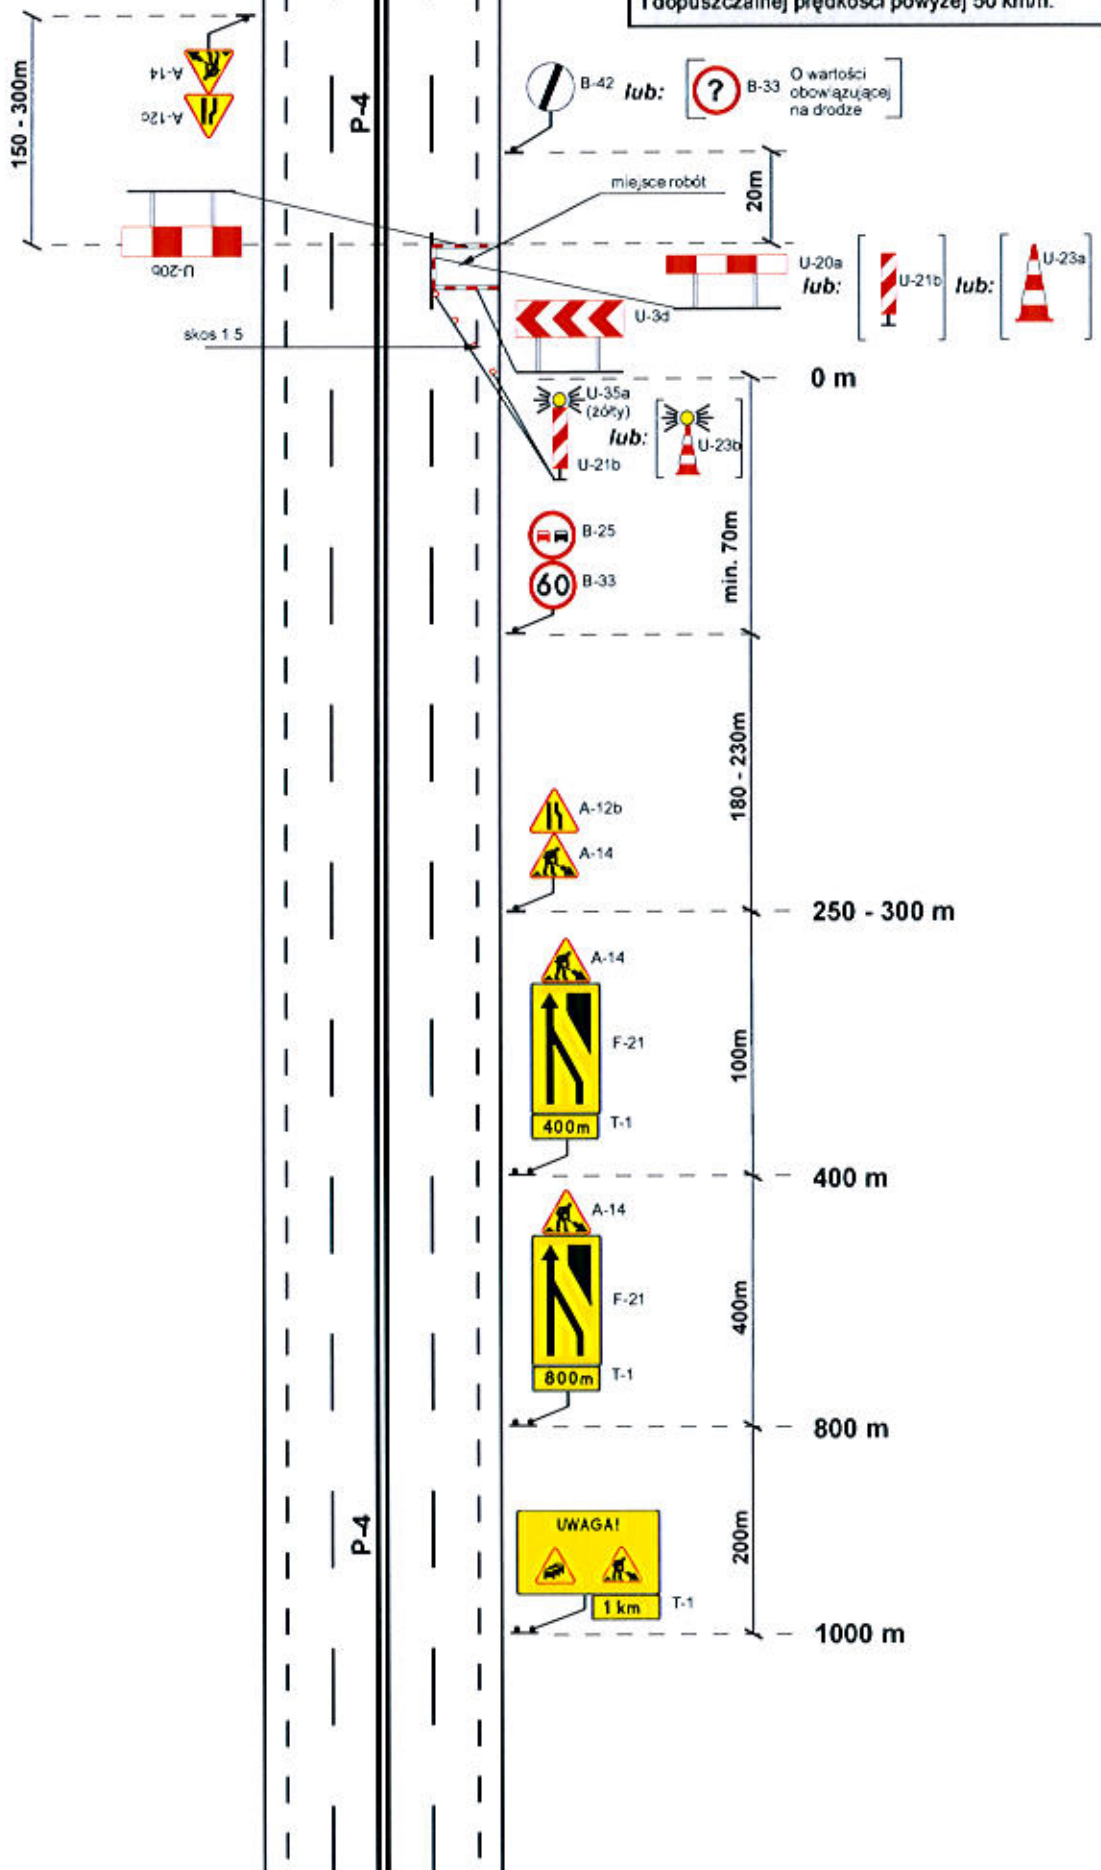 i dopuszczalnej prędkości powyżej 50 km/h.
150 - 300m
A-14
A-12c
P-4
B-42
lub:
?
B-33
O wartości
obowiązującej
na drodze
miejsce robót
20m
U-20b
U-20a
lub:
U-21b
lub:
U-23a
U-3d
skos 1 5
0 m
U-35a
(żółty)
lub:
U-23b
U-21b
B-25
60
B-33
min. 70m
180 - 230m
A-12b
A-14
250 - 300 m
A-14
F-21
100m
400m
T-1
400 m
A-14
F-21
400m
800m
T-1
800 m
P-4
UWAGA!
200m
1 km
T-1
1000 m